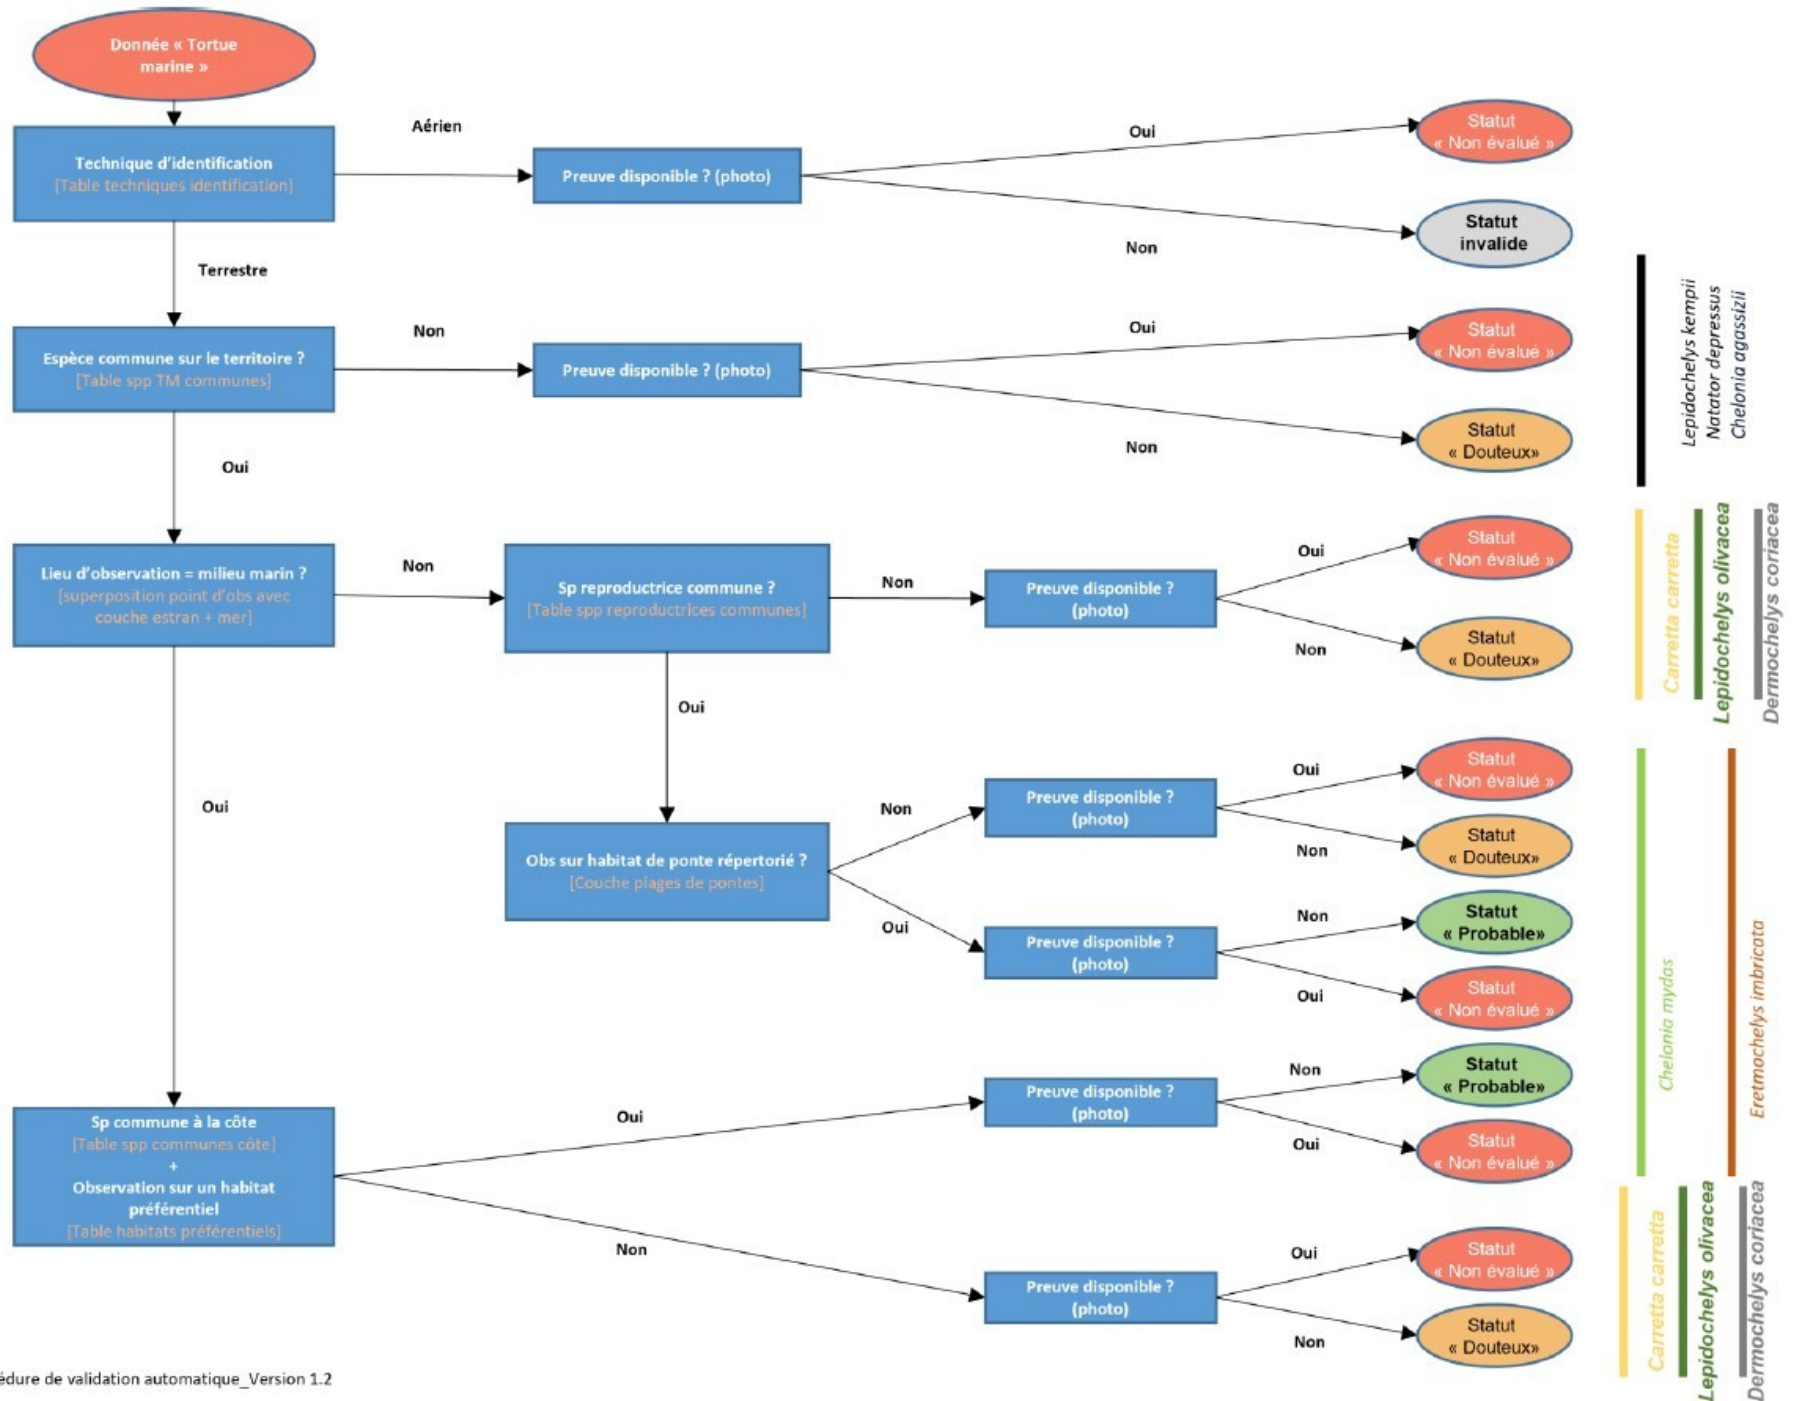 Donnée « Tortue
marine »
Technique d'identification
[Table techniques identification]
Aérien
Preuve disponible ? (photo)
Oui
Statut
« Non évalué »
Non
Statut
invalide
Terrestre
Espèce commune sur le territoire ?
[Table spp TM communes]
Non
Preuve disponible ? (photo)
Oui
Statut
« Non évalué »
Non
Statut
« Douteux»
Lepidochelys kempii
Natator depressus
Chelonia agassizii
Oui
Lieu d'observation = milieu marin ?
[superposition point d'obs avec
couche estran + mer]
Non
Sp reproductrice commune ?
[Table spp reproductrices communes]
Non
Preuve disponible ?
(photo)
Oui
Statut
« Non évalué »
Non
Statut
« Douteux»
Carretta carretta
Lepidochelys olivacea
Dermochelys coriacea
Oui
Obs sur habitat de ponte répertorié ?
[Couche plages de pontes]
Non
Preuve disponible ?
(photo)
Oui
Statut
« Non évalué »
Non
Statut
« Douteux»
Oui
Preuve disponible ?
(photo)
Non
Statut
« Probable»
Oui
Statut
« Non évalué »
Chelonia mydas
Eretmochelys imbricata
Oui
Sp commune à la côte
[Table spp communes côte]
+
Observation sur un habitat
préférentiel
[Table habitats préférentiels]
Oui
Preuve disponible ?
(photo)
Non
Statut
« Probable»
Oui
Statut
« Non évalué »
Non
Preuve disponible ?
(photo)
Oui
Statut
« Non évalué »
Non
Statut
« Douteux»
Carretta carretta
Lepidochelys olivacea
Dermochelys coriacea
édure de validation automatique_Version 1.2